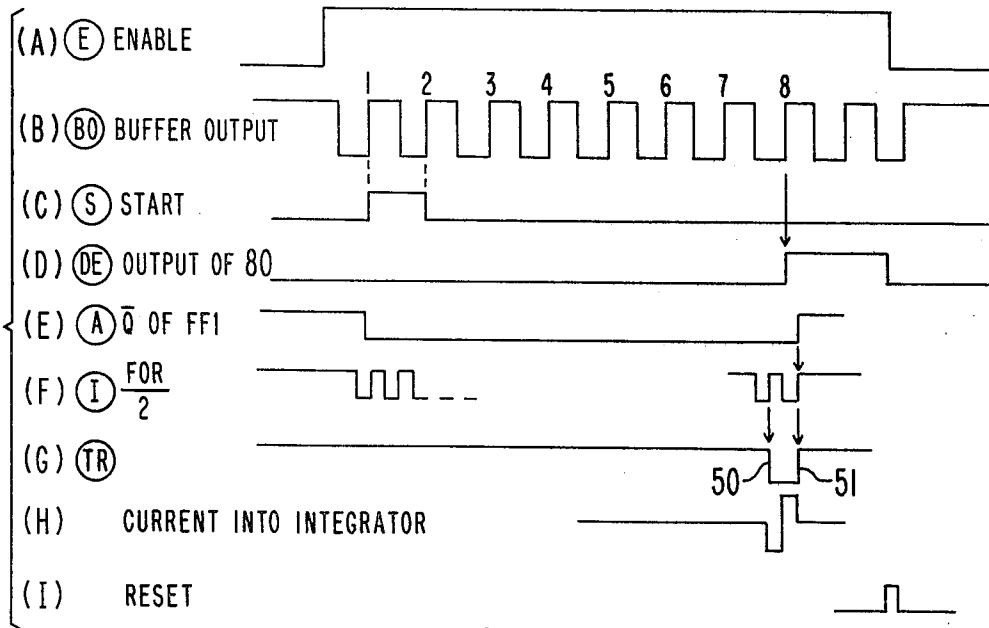 (A) E ENABLE
1 2 3 4 5 6 7 8
(B) BO BUFFER OUTPUT
(C) S START
(D) DE OUTPUT OF 80
(E) A Q̅ OF FF1
(F) I FOR/2
(G) TR
50 51
(H) CURRENT INTO INTEGRATOR
(I) RESET